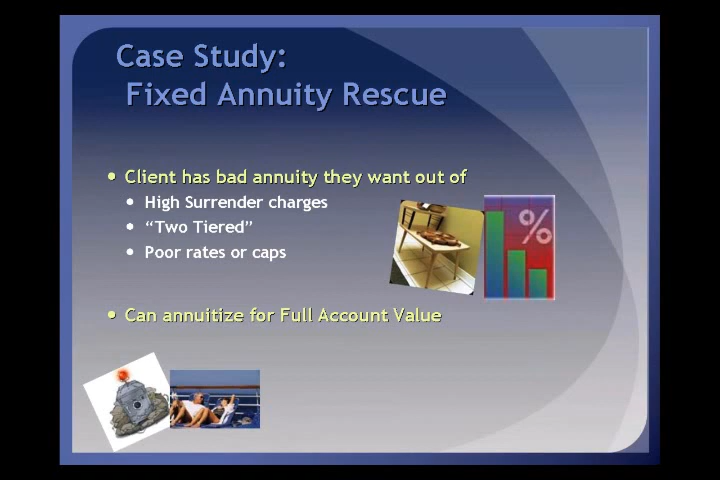 Case Study:
Fixed Annuity Rescue
• Client has bad annuity they want out of
• High Surrender charges
• “Two Tiered”
• Poor rates or caps
%
• Can annuitize for Full Account Value